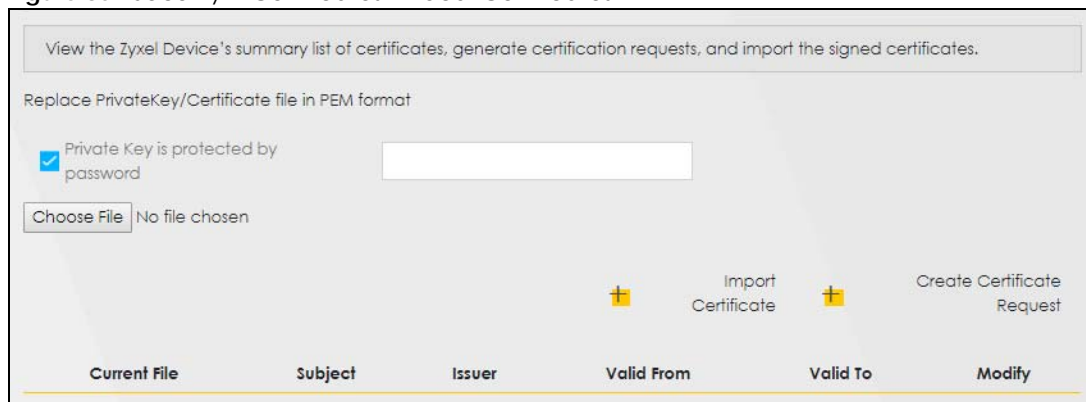 View the Zyxel Device's summary list of certificates, generate certification requests, and import the signed certificates.
Replace PrivateKey/Certificate file in PEM format
Private Key is protected by
password
Choose File No file chosen
Import
Certificate
Create Certificate
Request
Current File Subject Issuer Valid From Valid To Modify